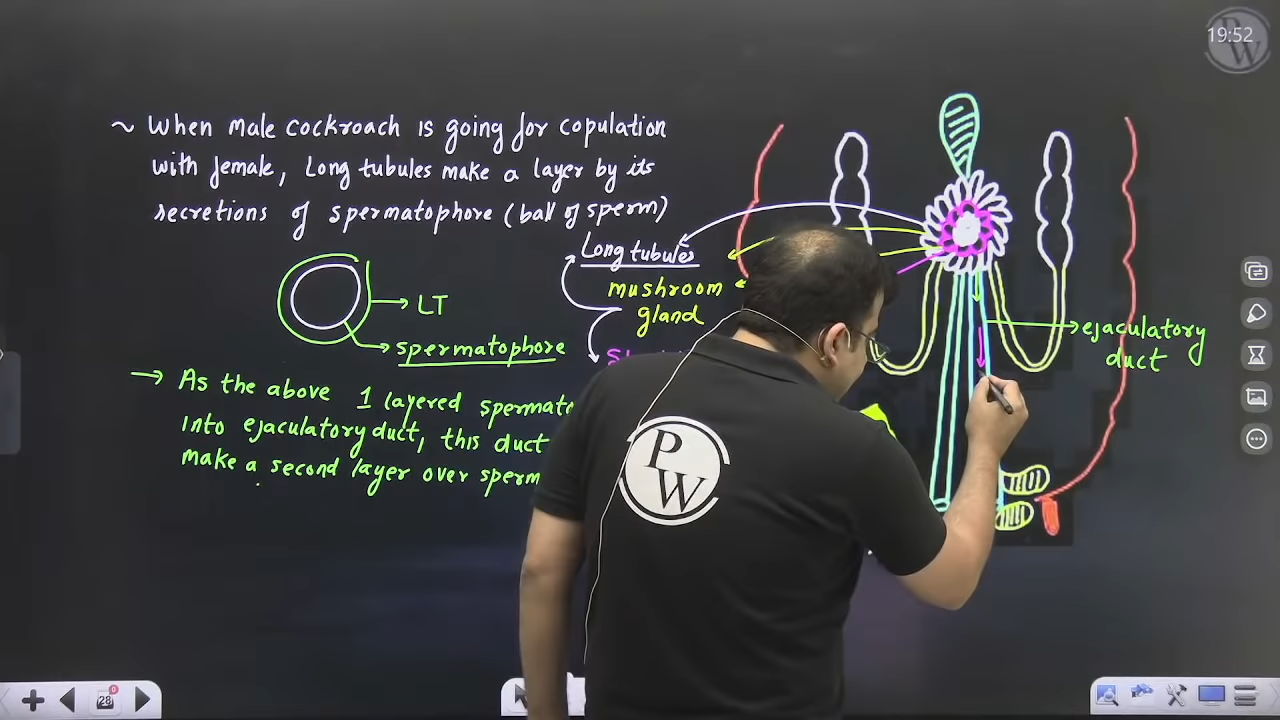 19:52
PW
~ When Male Cockroach is going for copulation
with female, Long tubules make a layer by its
secretions of spermatophore (ball of sperm)
Long tubules
mushroom
gland
LT
spermatophore
→ As the above 1 layered
into ejaculatory duct, this duct
make a second layer over
ejaculatory
duct
PW
28